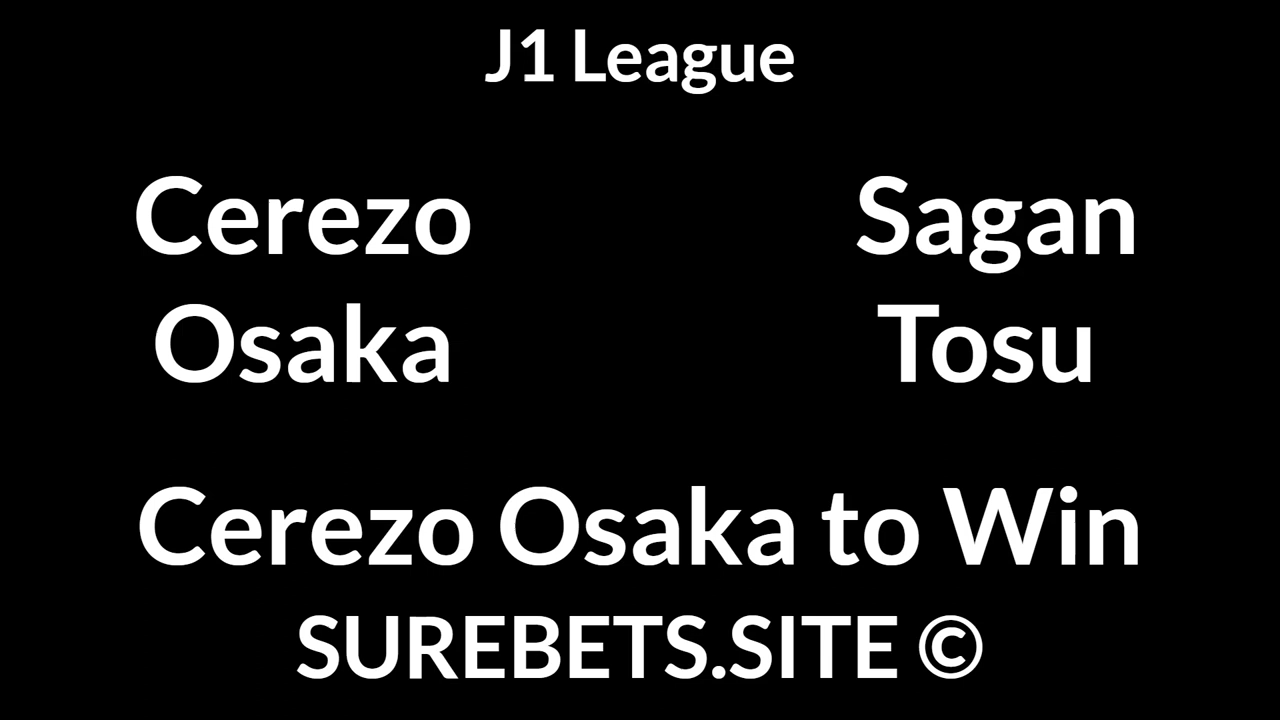 J1 League
Cerezo
Osaka
Sagan
Tosu
Cerezo Osaka to Win
SUREBETS.SITE ©